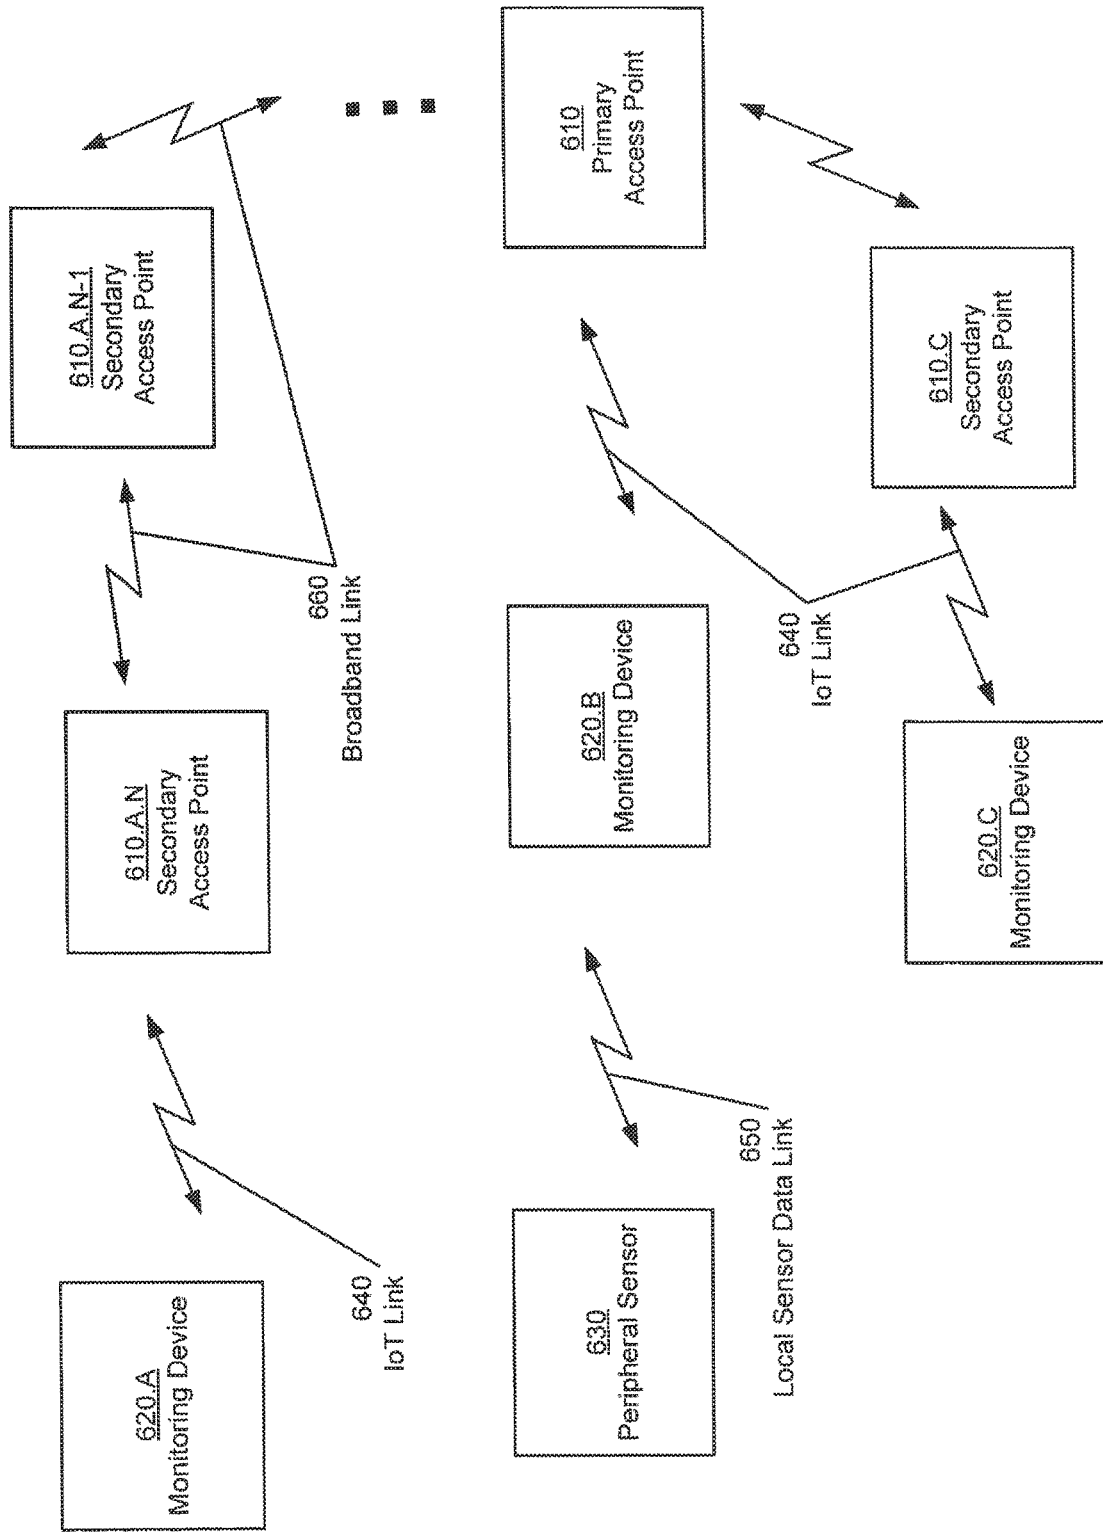 620.A
Monitoring Device
640
IoT Link
610.A.N
Secondary
Access Point
660
Broadband Link
610.A.N-1
Secondary
Access Point
630
Peripheral Sensor
650
Local Sensor Data Link
620.B
Monitoring Device
640
IoT Link
610
Primary
Access Point
620.C
Monitoring Device
610.C
Secondary
Access Point